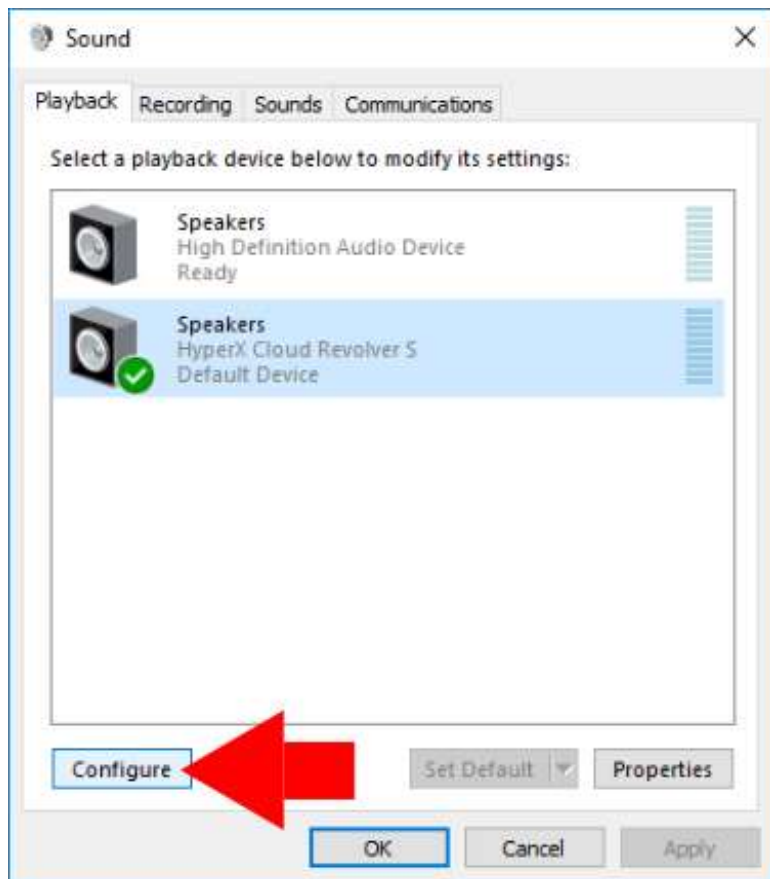 Sound
Playback Recording Sounds Communications
Select a playback device below to modify its settings:
Speakers
High Definition Audio Device
Ready
Speakers
HyperX Cloud Revolver S
Default Device
Configure Set Default Properties
OK Cancel Apply